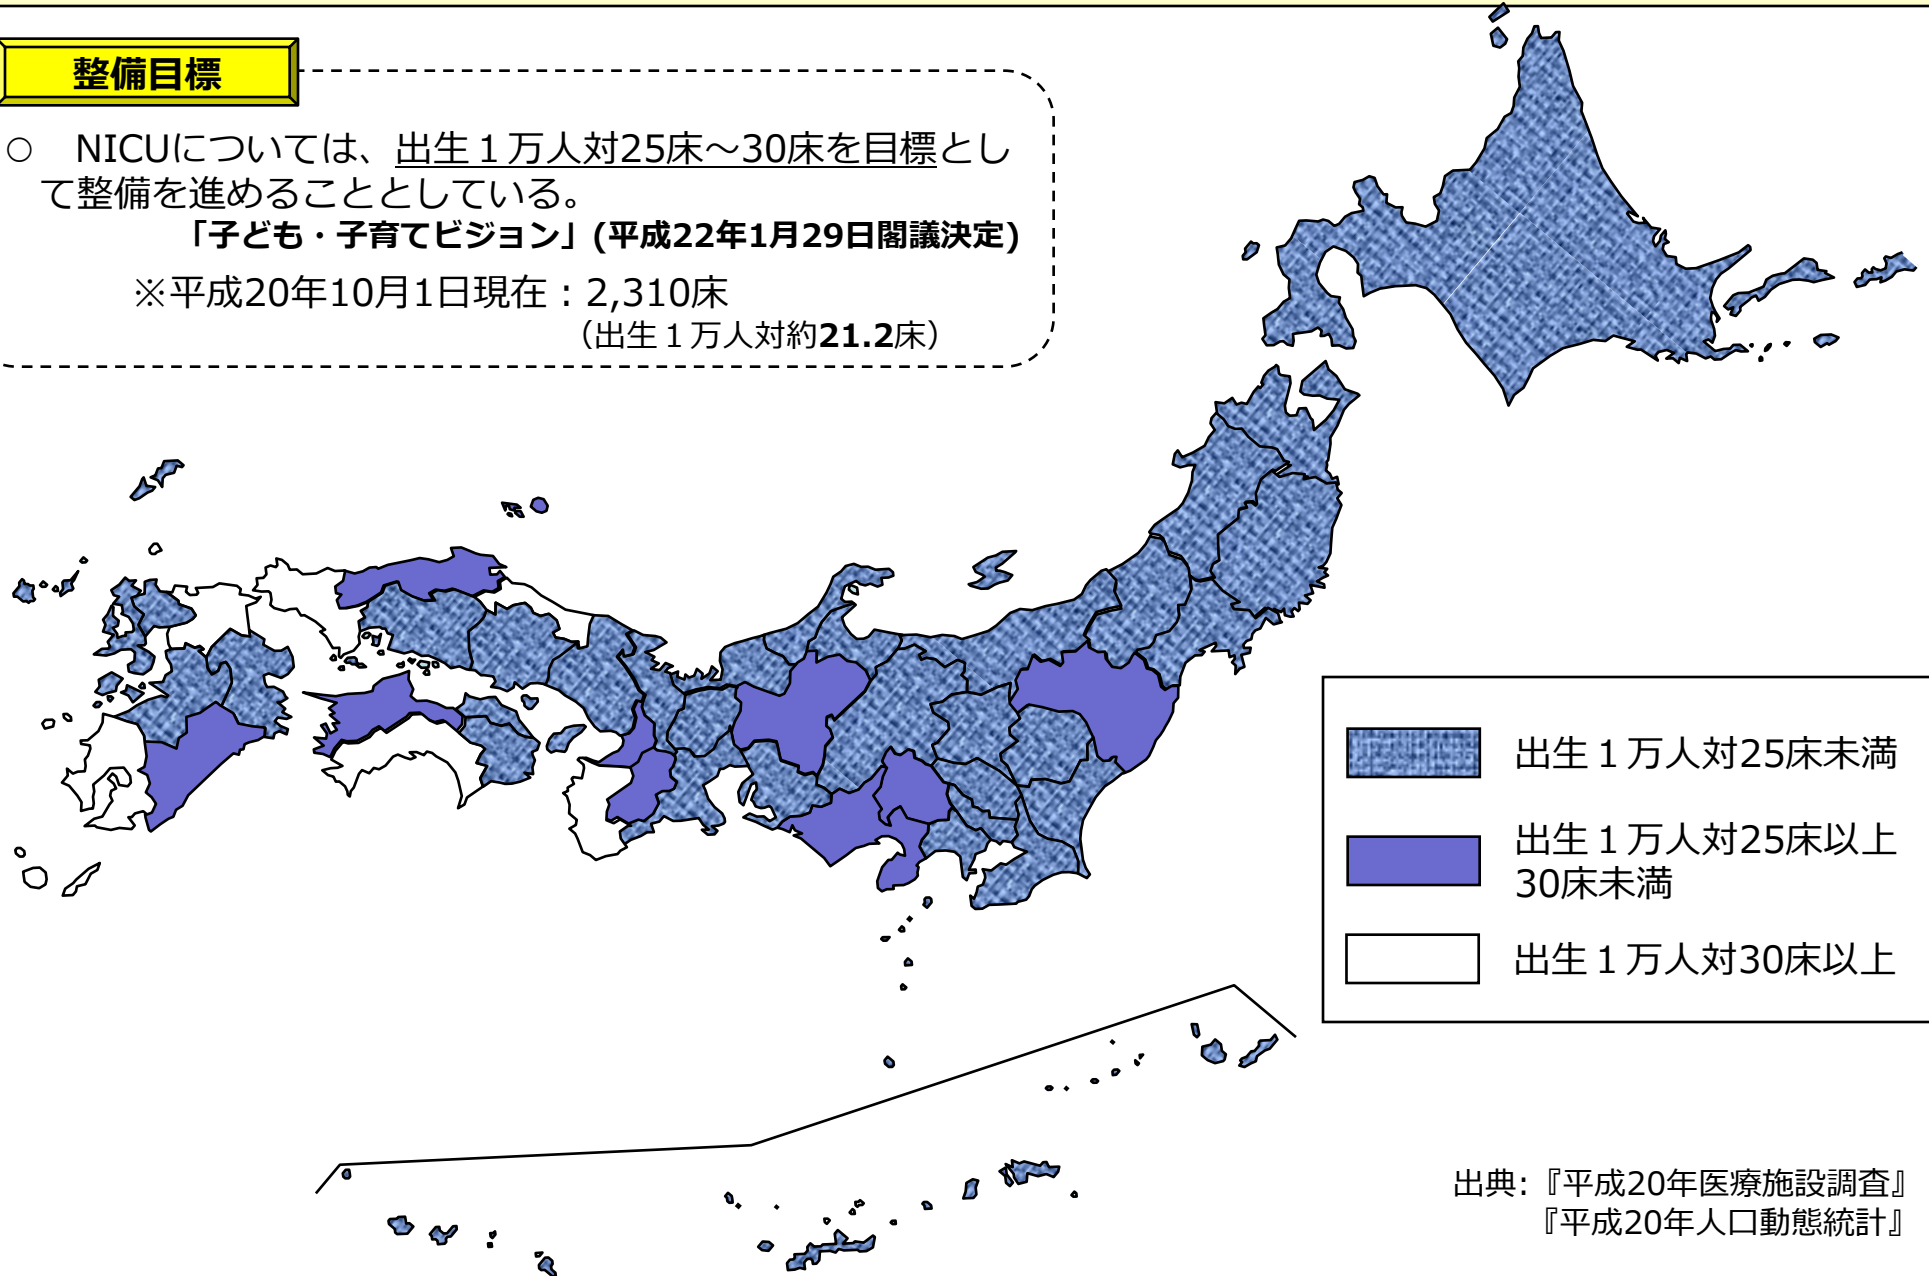 整備目標
○　NICUについては、出生１万人対25床～30床を目標とし
て整備を進めることとしている。
「子ども・子育てビジョン」(平成22年1月29日閣議決定)
※平成20年10月1日現在：2,310床
（出生１万人対約21.2床）
出生１万人対25床未満
出生１万人対25床以上
30床未満
出生１万人対30床以上
出典:『平成20年医療施設調査』
『平成20年人口動態統計』